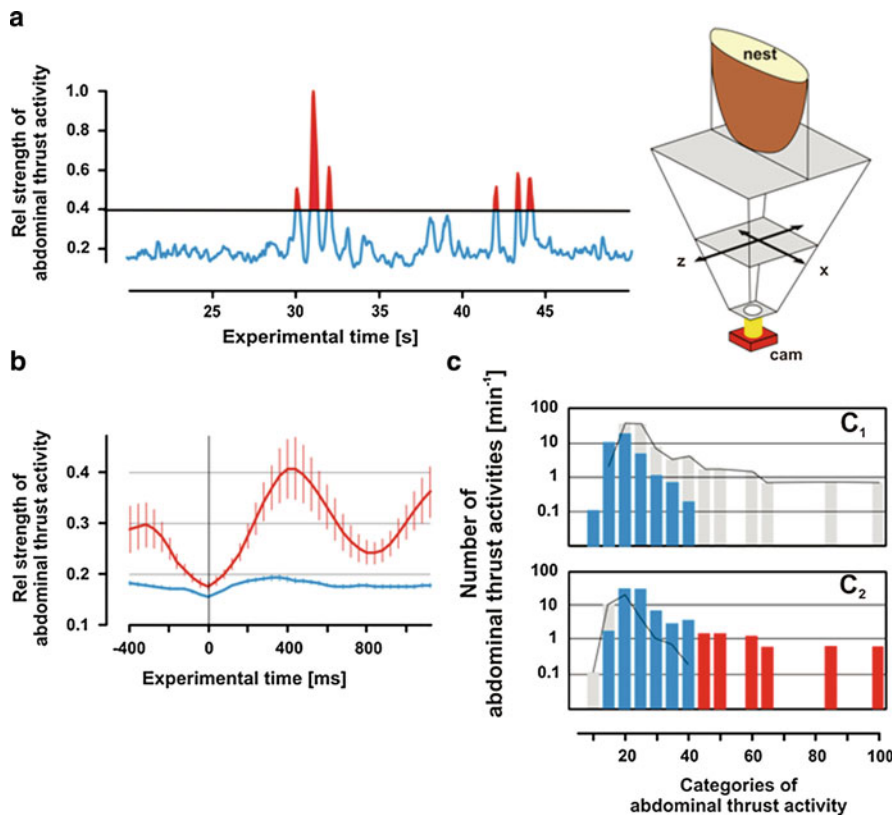 a
Rel strength of
abdominal thrust activity
1.0
0.8
0.6
0.4
0.2
25 30 35 40 45
Experimental time [s]
nest
z
x
cam
b
Rel strength of
abdominal thrust activity
0.4
0.3
0.2
0.1
-400 0 400 800
Experimental time [ms]
c
Number of
abdominal thrust activities [min⁻¹]
100
10
1
0.1
C₁
100
10
1
0.1
C₂
20 40 60 80 100
Categories of
abdominal thrust activity